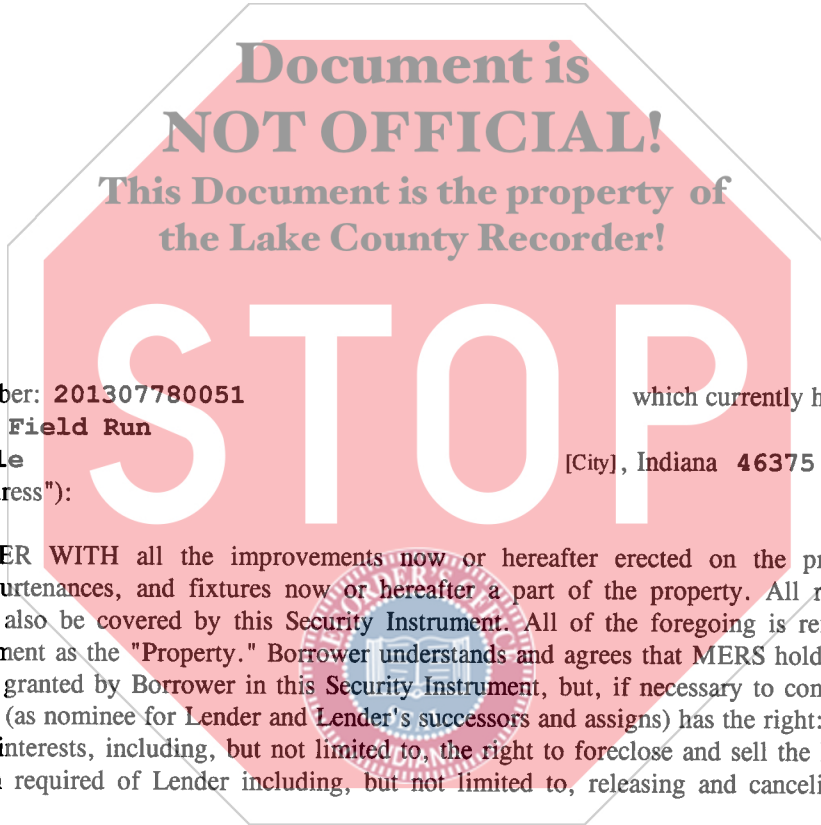 Document is
NOT OFFICIAL!
This Document is the property of
the Lake County Recorder!
STOP
ber: 201307780051 which currently h
Field Run
le [City], Indiana 46375
ress"):
ER WITH all the improvements now or hereafter erected on the pr
urtenances, and fixtures now or hereafter a part of the property. All r
also be covered by this Security Instrument. All of the foregoing is re
ment as the "Property." Borrower understands and agrees that MERS hold
granted by Borrower in this Security Instrument, but, if necessary to con
(as nominee for Lender and Lender's successors and assigns) has the right:
interests, including, but not limited to, the right to foreclose and sell the
required of Lender including, but not limited to, releasing and canceli